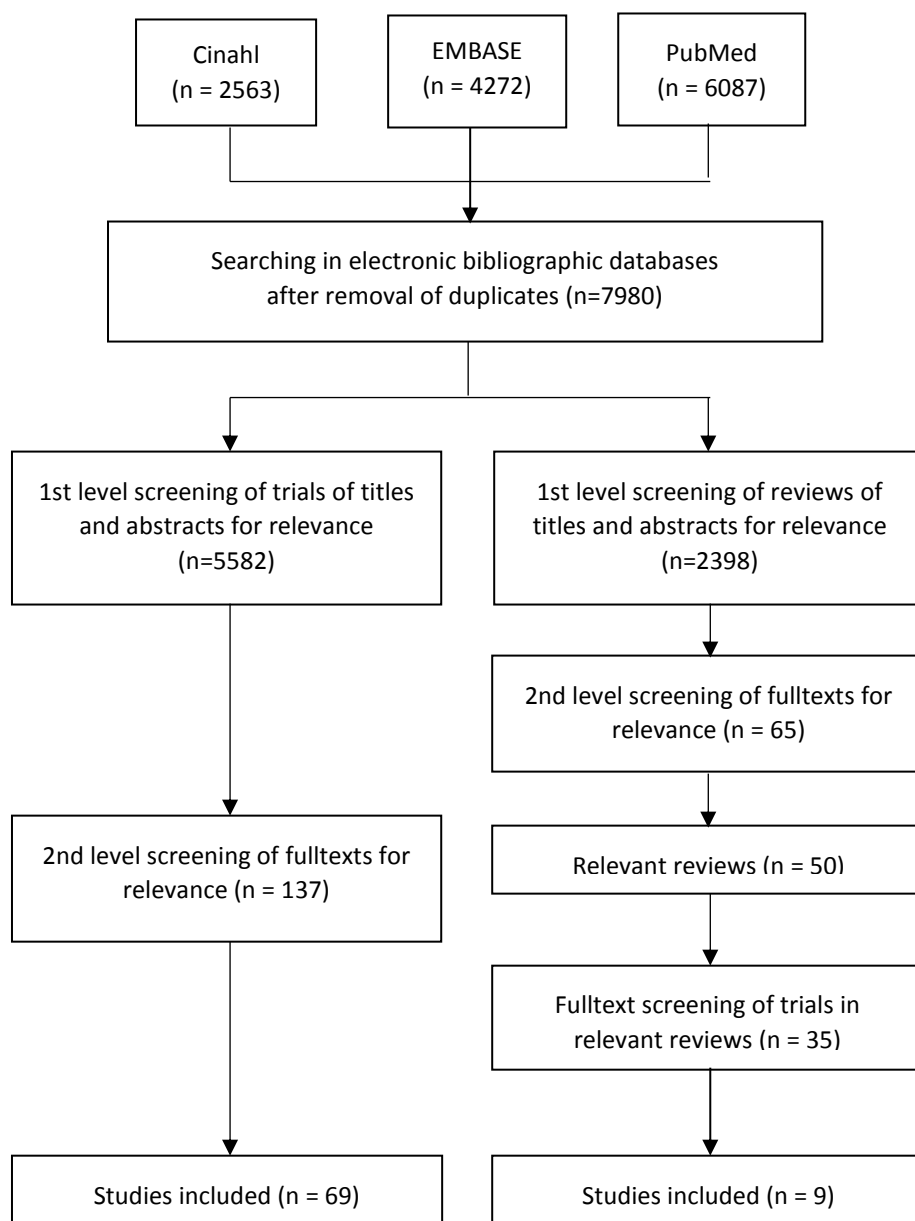 Cinahl
(n = 2563)
EMBASE
(n = 4272)
PubMed
(n = 6087)
Searching in electronic bibliographic databases
after removal of duplicates (n=7980)
1st level screening of trials of titles
and abstracts for relevance
(n=5582)
1st level screening of reviews of
titles and abstracts for relevance
(n=2398)
2nd level screening of fulltexts for
relevance (n = 65)
2nd level screening of fulltexts for
relevance (n = 137)
Relevant reviews (n = 50)
Fulltext screening of trials in
relevant reviews (n = 35)
Studies included (n = 69)
Studies included (n = 9)